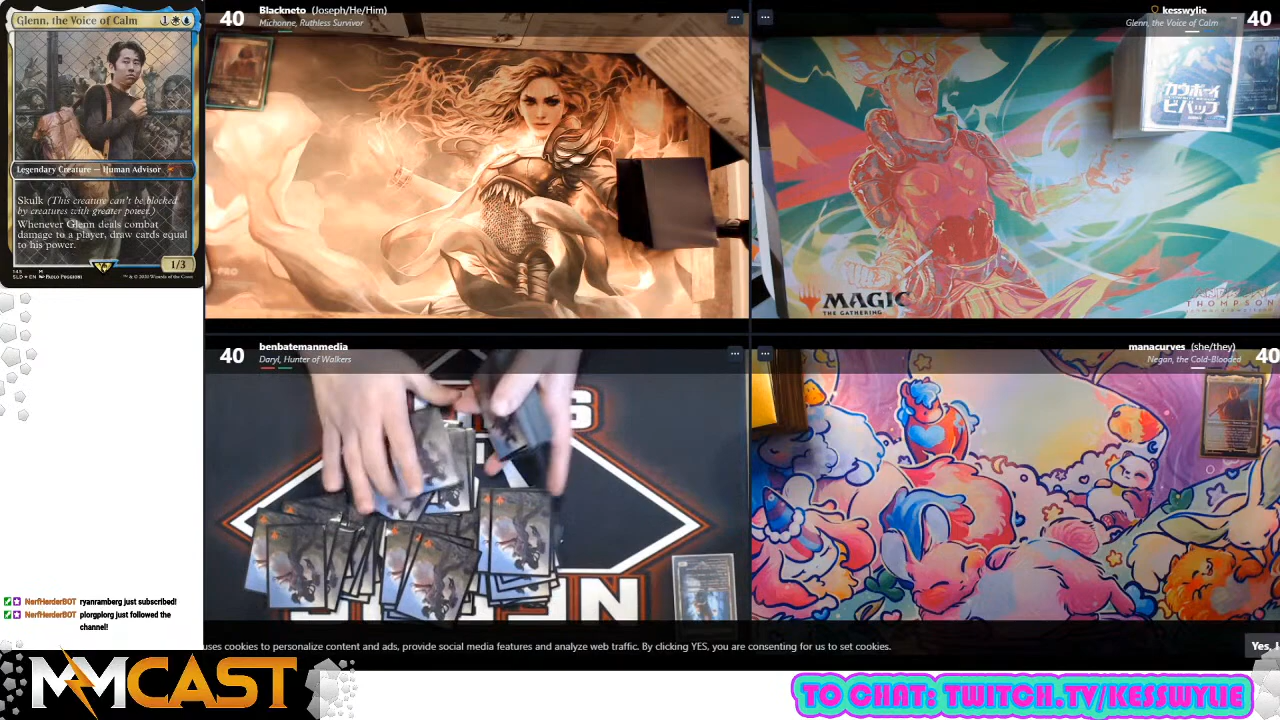 Glenn, the Voice of Calm
Legendary Creature — Human Advisor
Skulk (This creature can't be blocked
by creatures with greater power.)
Whenever Glenn deals combat
damage to a player, draw cards equal
to his power.
1/3
40
Blackneto (Joseph/He/Him)
Michonne, Ruthless Survivor
kesswylie
Glenn, the Voice of Calm
40
カウボーイ
ビバップ
MAGIC
THE GATHERING
THOMPSON
40
benbatemanmedia
Daryl, Hunter of Walkers
manacurves (she/they)
Negan, the Cold-Blooded
40
NerfHerderBOT ryanramberg just subscribed!
NerfHerderBOT plorgplorg just followed the
channel!
uses cookies to personalize content and ads, provide social media features and analyze web traffic. By clicking YES, you are consenting for us to set cookies.
Yes, I
MMCAST
TO CHAT: TWITCH.TV/KESSWYLIE